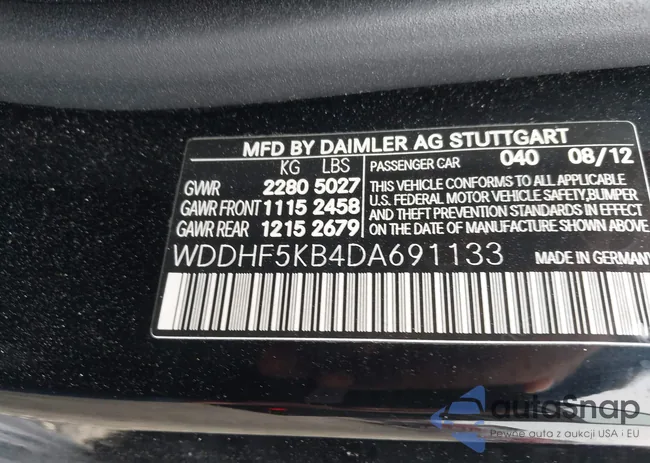 MFD BY DAIMLER AG STUTTGART
KG LBS
GVWR 2280 5027
GAWR FRONT 1115 2458
GAWR REAR 1215 2679
PASSENGER CAR 040 08/12
THIS VEHICLE CONFORMS TO ALL APPLICABLE
U.S. FEDERAL MOTOR VEHICLE SAFETY,BUMPER
AND THEFT PREVENTION STANDARDS IN EFFECT
ON THE DATE OF MANUFACTURE SHOWN ABOVE.
WDDHF5KB4DA691133 MADE IN GERMANY
autoSnap
Pewne auta z aukcji USA i EU